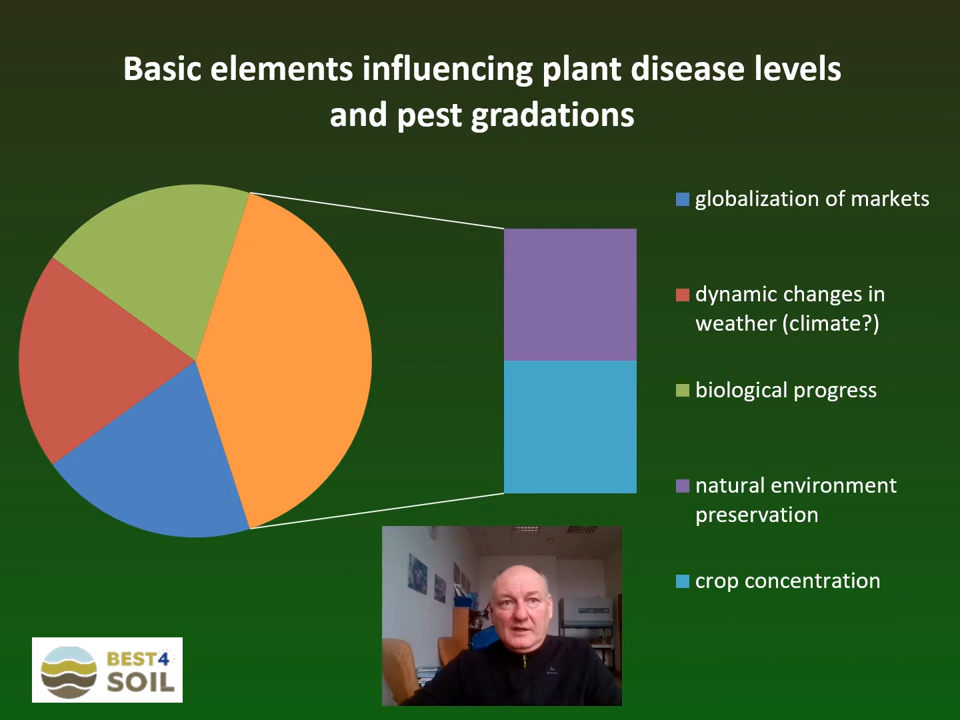 Basic elements influencing plant disease levels
and pest gradations
globalization of markets
dynamic changes in
weather (climate?)
biological progress
natural environment
preservation
crop concentration
BEST4
SOIL